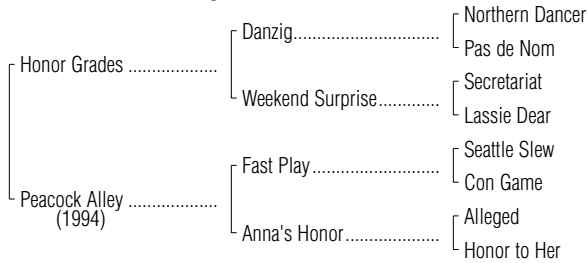 Northern Dancer
Danzig
Pas de Nom
Honor Grades
Secretariat
Weekend Surprise
Lassie Dear
Seattle Slew
Fast Play
Con Game
Peacock Alley
(1994)
Alleged
Anna's Honor
Honor to Her